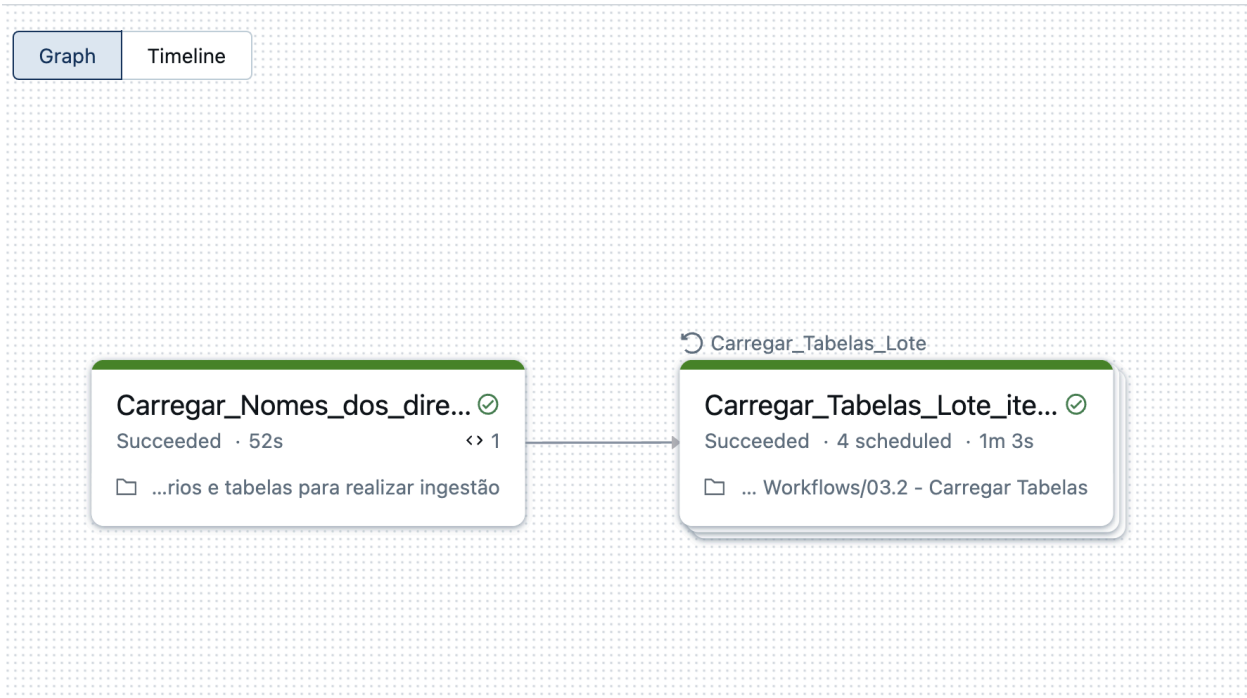 Graph
Timeline
Carregar_Tabelas_Lote
Carregar_Nomes_dos_dire...
Succeeded · 52s
<> 1
...rios e tabelas para realizar ingestão
Carregar_Tabelas_Lote_ite...
Succeeded · 4 scheduled · 1m 3s
... Workflows/03.2 - Carregar Tabelas